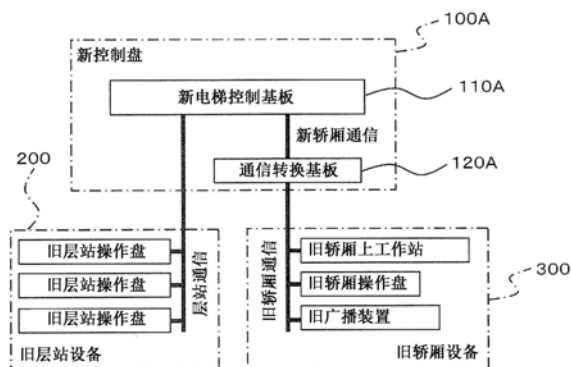 100A
新控制盘
新电梯控制基板
110A
新轿厢通信
200
通信转换基板
120A
旧层站操作盘
旧层站操作盘
旧层站操作盘
层站通信
旧层站设备
旧轿厢通信
旧轿厢上工作站
旧轿厢操作盘
旧广播装置
300
旧轿厢设备